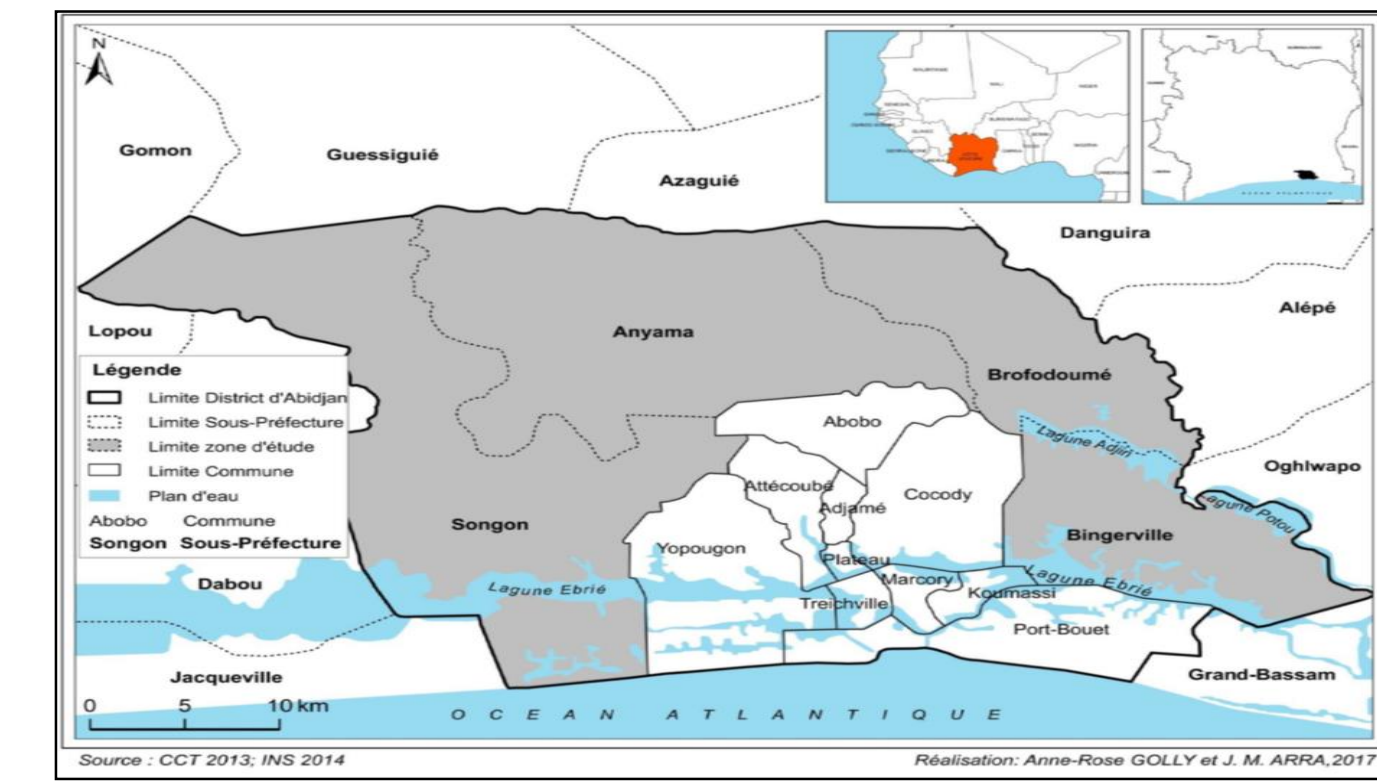 N
Gomon
Guessiguié
Azaguié
Danguira
Alépé
Lopou
Anyama
Brofodoumé
Légende
Limite District d'Abidjan
Limite Sous-Préfecture
Limite zone d'étude
Limite Commune
Plan d'eau
Abobo Commune
Songon Sous-Préfecture
Abobo
Lagune Adjin
Oghlwapo
Attécoubé
Adjamé
Cocody
Lagune Potou
Songon
Yopougon
Bingerville
Plateau
Dabou
Lagune Ebrié
Marcory
Lagune Ebrié
Treichville
Koumassi
Port-Bouet
Jacqueville
Grand-Bassam
0 5 10 km
OCEAN ATLANTIQUE
Source : CCT 2013; INS 2014
Réalisation: Anne-Rose GOLLY et J. M. ARRA,2017